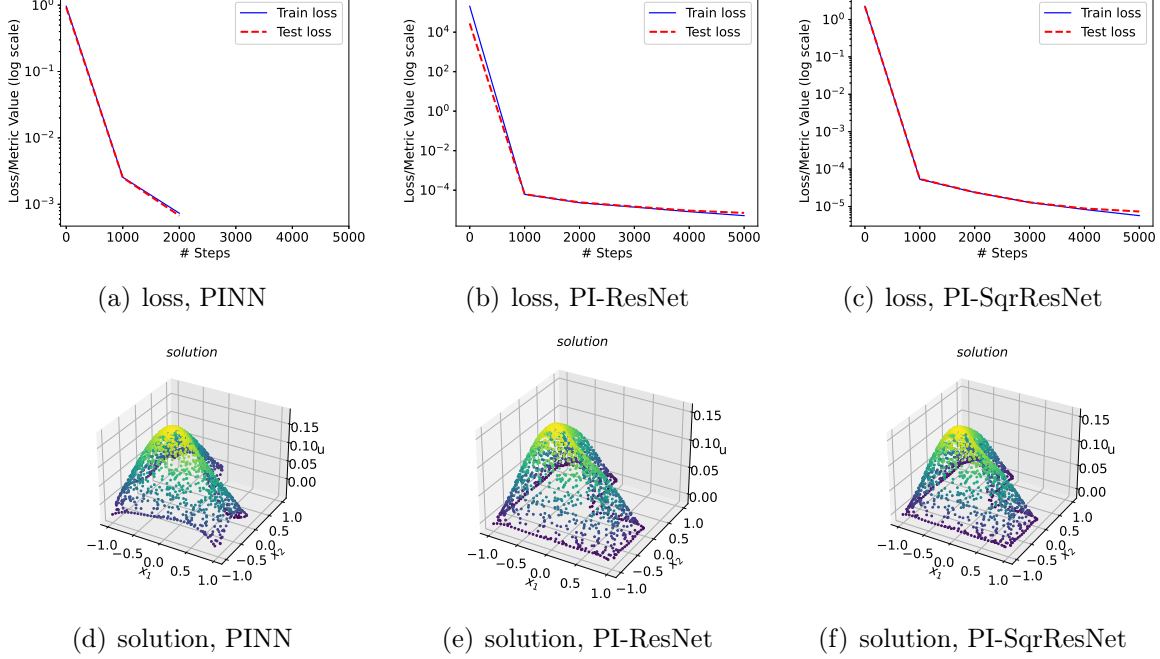 Loss/Metric Value (log scale)
10^0
10^-1
10^-2
10^-3
Train loss
Test loss
0 1000 2000 3000 4000 5000
# Steps
(a) loss, PINN
Loss/Metric Value (log scale)
10^4
10^2
10^0
10^-2
10^-4
Train loss
Test loss
0 1000 2000 3000 4000 5000
# Steps
(b) loss, PI-ResNet
Loss/Metric Value (log scale)
10^0
10^-1
10^-2
10^-3
10^-4
10^-5
Train loss
Test loss
0 1000 2000 3000 4000 5000
# Steps
(c) loss, PI-SqrResNet
solution
0.15
0.10
u
0.05
0.00
−1.0 −0.5 0.0 0.5 1.0
x1
−1.0 −0.5 0.0 0.5 1.0
x2
(d) solution, PINN
solution
0.15
0.10
u
0.05
0.00
−1.0 −0.5 0.0 0.5 1.0
x1
−1.0 −0.5 0.0 0.5 1.0
x2
(e) solution, PI-ResNet
solution
0.15
0.10
u
0.05
0.00
−1.0 −0.5 0.0 0.5 1.0
x1
−1.0 −0.5 0.0 0.5 1.0
x2
(f) solution, PI-SqrResNet